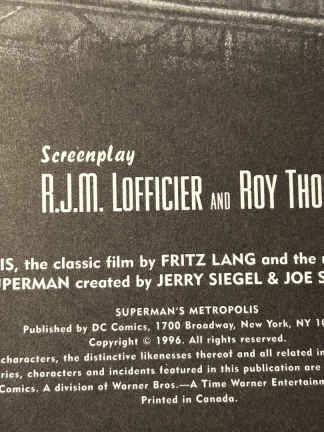 Screenplay
R.J.M. LOFFICIER AND ROY THO
IS, the classic film by FRITZ LANG and the
UPERMAN created by JERRY SIEGEL & JOE S
SUPERMAN'S METROPOLIS
Published by DC Comics, 1700 Broadway, New York, NY 10
Copyright © 1996. All rights reserved.
characters, the distinctive likenesses thereof and all related in
ries, characters and incidents featured in this publication are
Comics. A division of Warner Bros.—A Time Warner Entertainm
Printed in Canada.